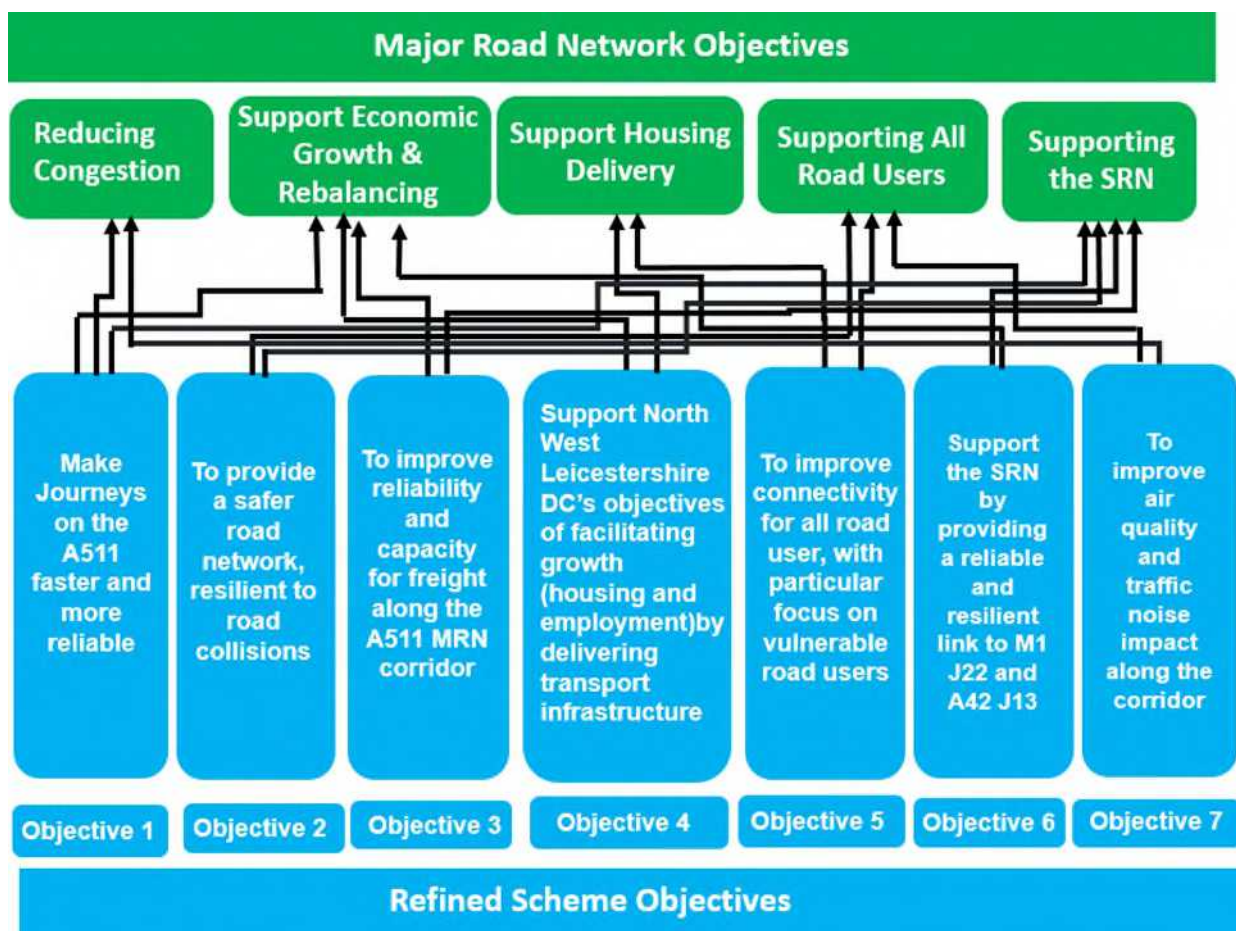 Major Road Network Objectives
Reducing
Congestion
Support Economic
Growth &
Rebalancing
Support Housing
Delivery
Supporting All
Road Users
Supporting
the SRN
Make
Journeys
on the
A511
faster and
more
reliable
To provide
a safer
road
network,
resilient to
road
collisions
To improve
reliability
and
capacity
for freight
along the
A511 MRN
corridor
Support North
West
Leicestershire
DC's objectives
of facilitating
growth
(housing and
employment)by
delivering
transport
infrastructure
To improve
connectivity
for all road
user, with
particular
focus on
vulnerable
road users
Support
the SRN
by
providing
a reliable
and
resilient
link to M1
J22 and
A42 J13
To
improve
air
quality
and
traffic
noise
impact
along the
corridor
Objective 1
Objective 2
Objective 3
Objective 4
Objective 5
Objective 6
Objective 7
Refined Scheme Objectives